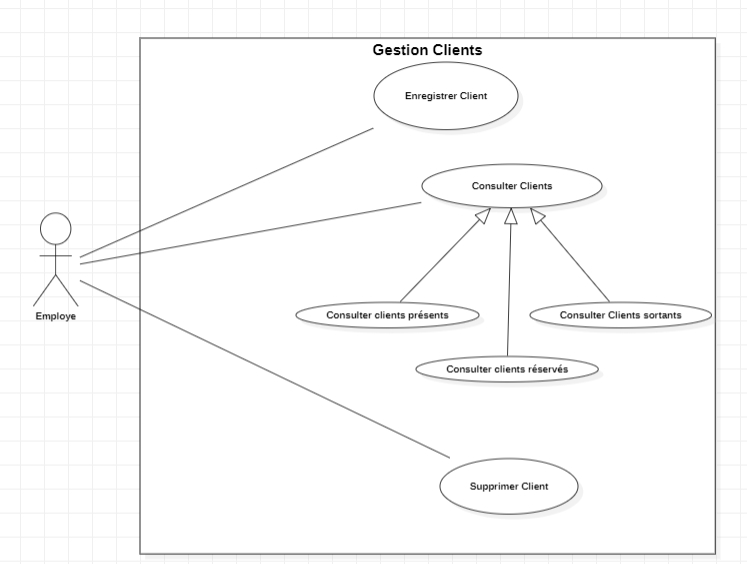 Gestion Clients
Enregistrer Client
Consulter Clients
Employe
Consulter clients présents
Consulter Clients sortants
Consulter clients réservés
Supprimer Client